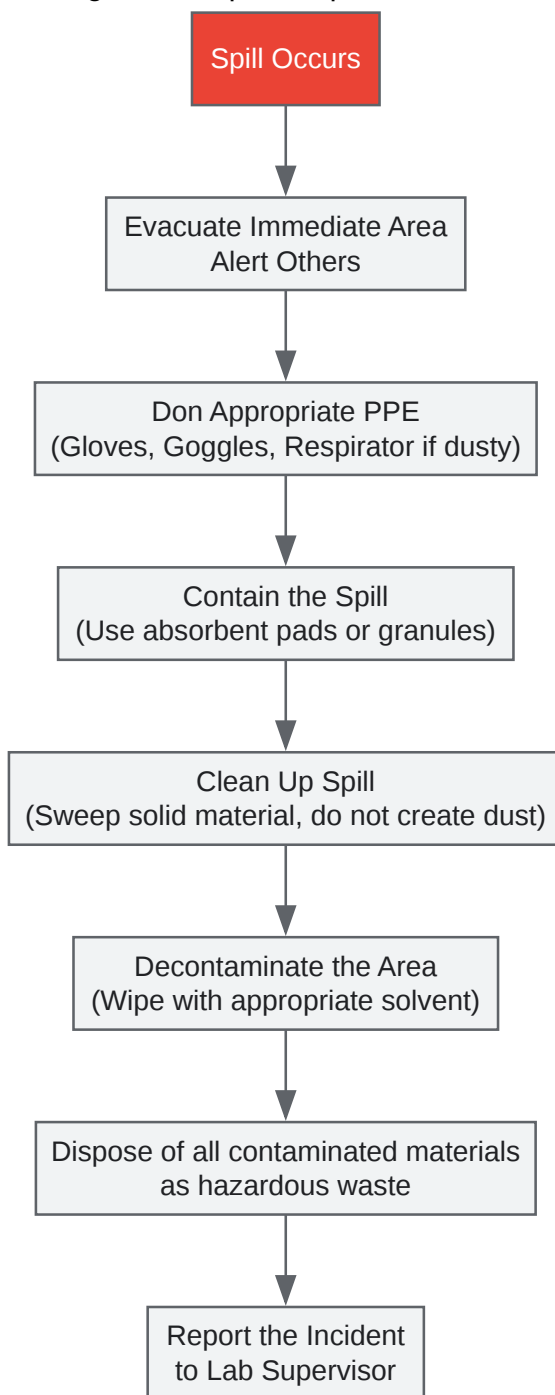 Spill Occurs
Evacuate Immediate Area
Alert Others
Don Appropriate PPE
(Gloves, Goggles, Respirator if dusty)
Contain the Spill
(Use absorbent pads or granules)
Clean Up Spill
(Sweep solid material, do not create dust)
Decontaminate the Area
(Wipe with appropriate solvent)
Dispose of all contaminated materials
as hazardous waste
Report the Incident
to Lab Supervisor